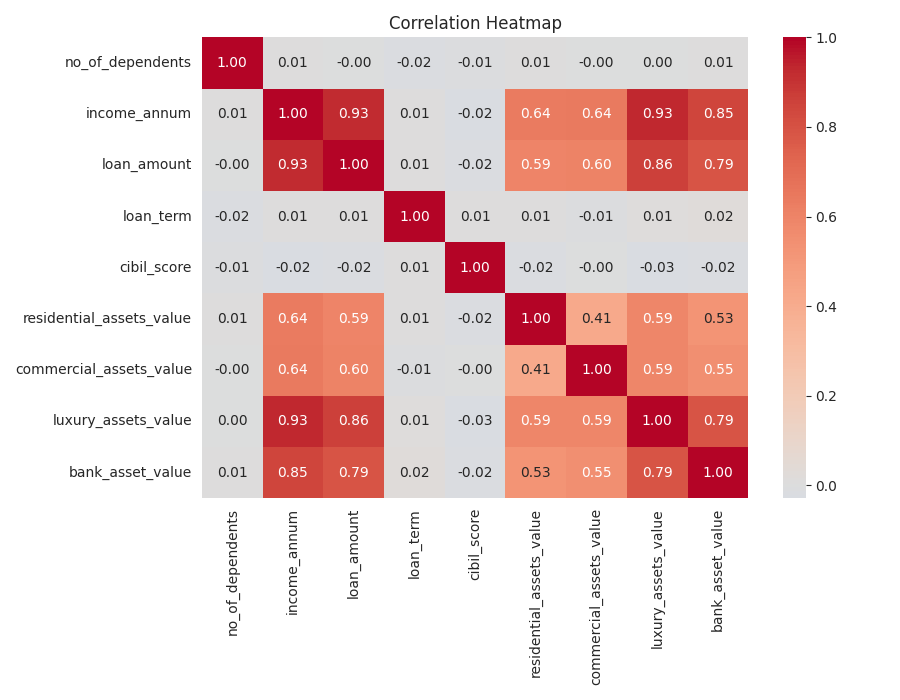 Correlation Heatmap
no_of_dependents 1.00 0.01 -0.00 -0.02 -0.01 0.01 -0.00 0.00 0.01
income_annum 0.01 1.00 0.93 0.01 -0.02 0.64 0.64 0.93 0.85
loan_amount -0.00 0.93 1.00 0.01 -0.02 0.59 0.60 0.86 0.79
loan_term -0.02 0.01 0.01 1.00 0.01 0.01 -0.01 0.01 0.02
cibil_score -0.01 -0.02 -0.02 0.01 1.00 -0.02 -0.00 -0.03 -0.02
residential_assets_value 0.01 0.64 0.59 0.01 -0.02 1.00 0.41 0.59 0.53
commercial_assets_value -0.00 0.64 0.60 -0.01 -0.00 0.41 1.00 0.59 0.55
luxury_assets_value 0.00 0.93 0.86 0.01 -0.03 0.59 0.59 1.00 0.79
bank_asset_value 0.01 0.85 0.79 0.02 -0.02 0.53 0.55 0.79 1.00
no_of_dependents
income_annum
loan_amount
loan_term
cibil_score
residential_assets_value
commercial_assets_value
luxury_assets_value
bank_asset_value
1.0
0.8
0.6
0.4
0.2
0.0